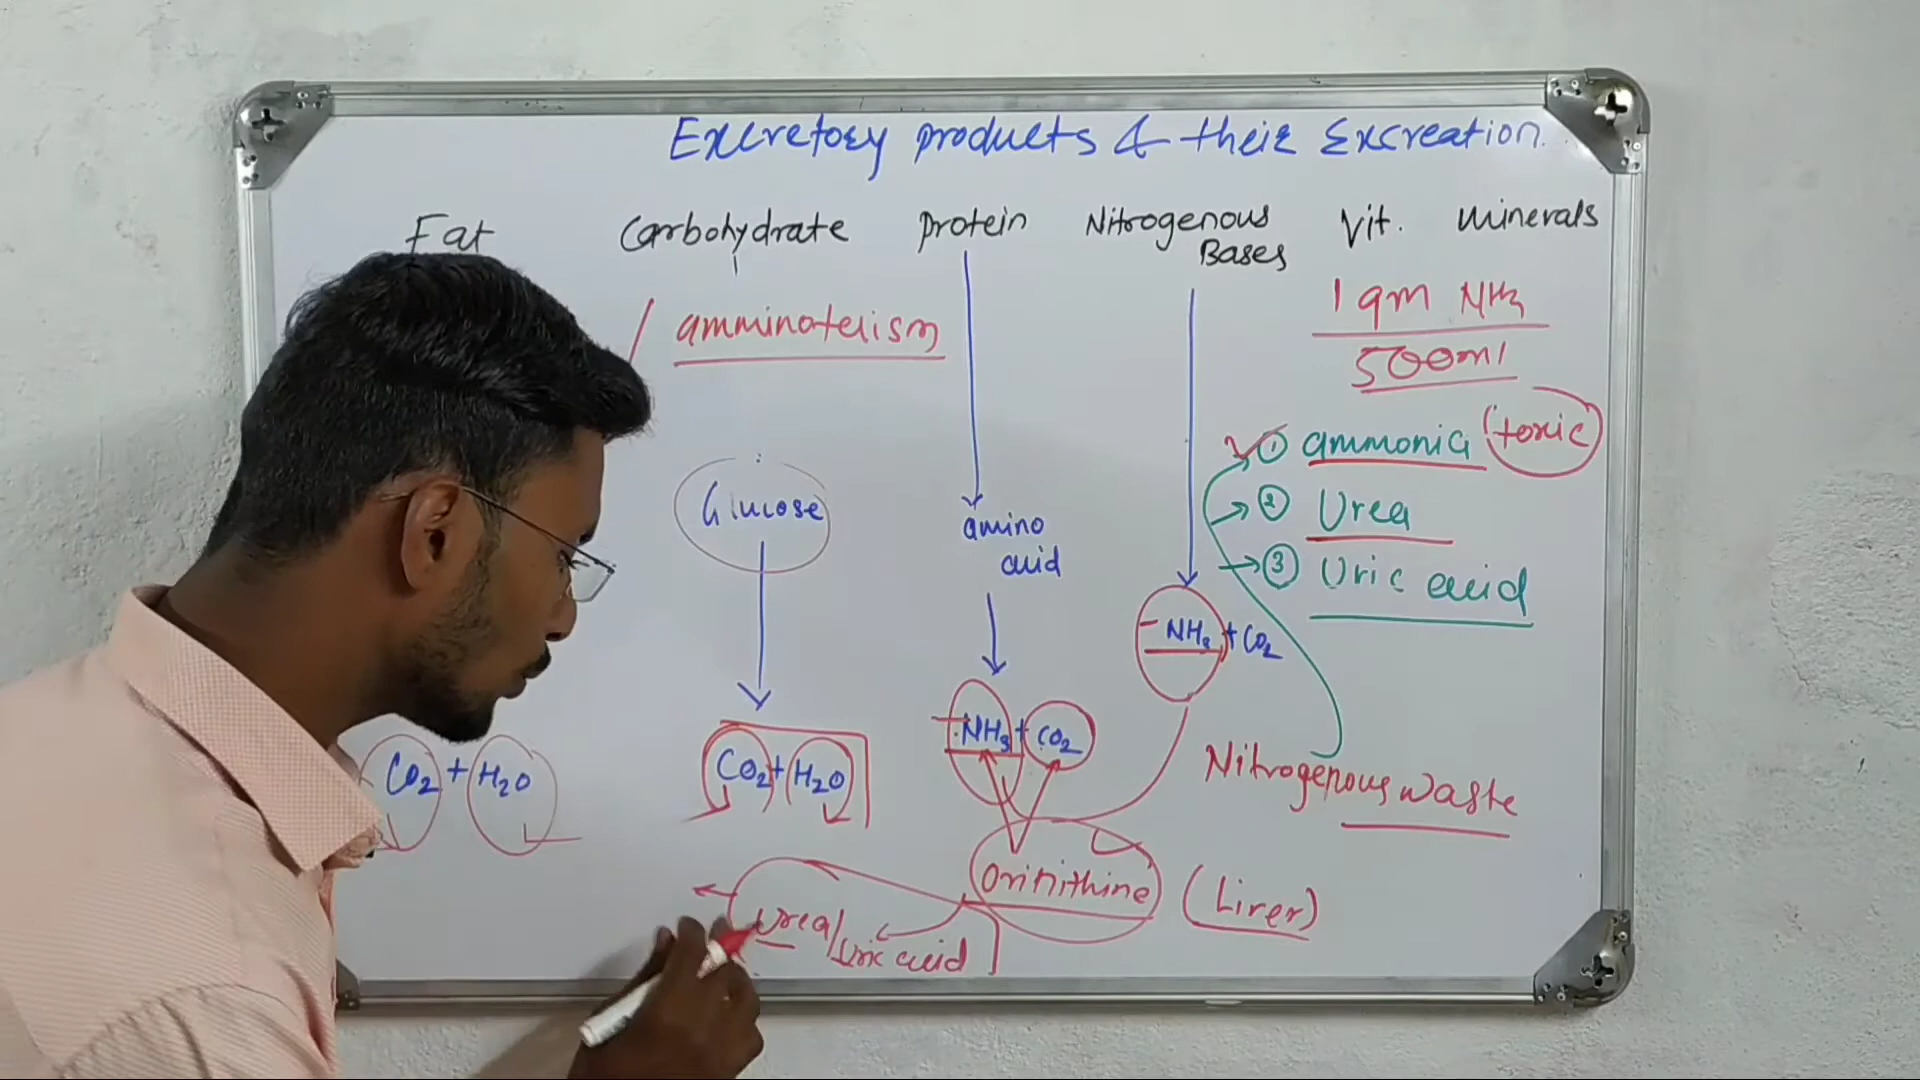 Excretory products & their Excreation.
Fat Carbohydrate Protein Nitrogenous Bases Vit. Minerals
amminotelism
1 gm NH3
500ml
① ammonia (toxic)
② Urea
③ Uric acid
Glucose
amino
acid
NH3 + CO2
CO2 + H2O
CO2 + H2O
NH3 + CO2
Nitrogenous waste
Orinithine (Liver)
Urea/Uric acid